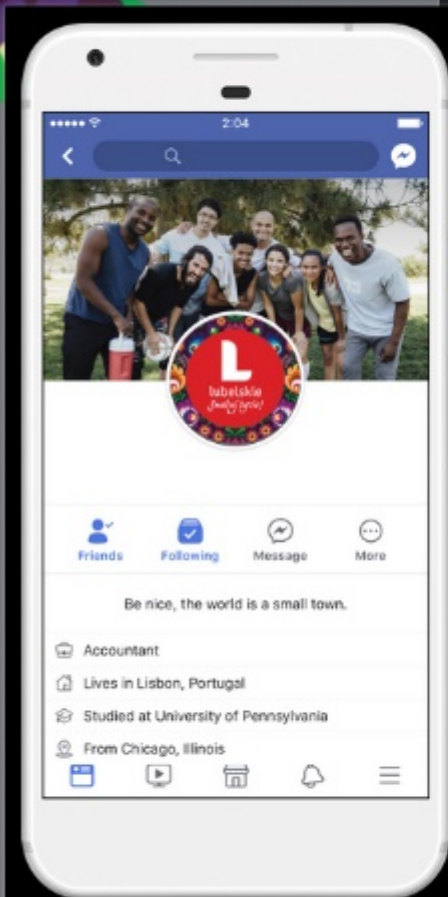 2:04
L
lubelskie
Smakuj życie!
Friends
Following
Message
More
Be nice, the world is a small town.
Accountant
Lives in Lisbon, Portugal
Studied at University of Pennsylvania
From Chicago, Illinois